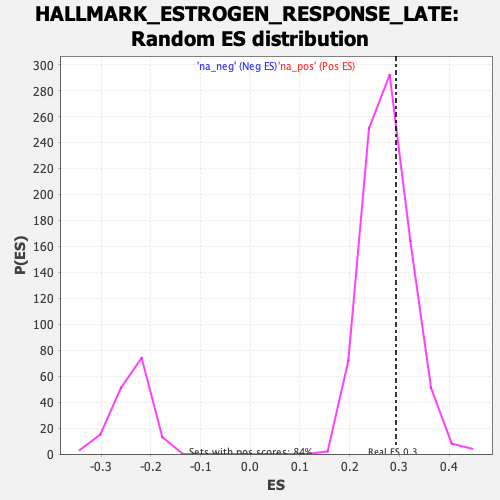 HALLMARK_ESTROGEN_RESPONSE_LATE:
Random ES distribution
'na_neg' (Neg ES) 'na_pos' (Pos ES)
300
280
260
240
220
200
180
160
140
120
100
80
60
40
20
0
P(ES)
Sets with pos scores: 84%
Real ES 0.3
-0.3 -0.2 -0.1 0.0 0.1 0.2 0.3 0.4
ES